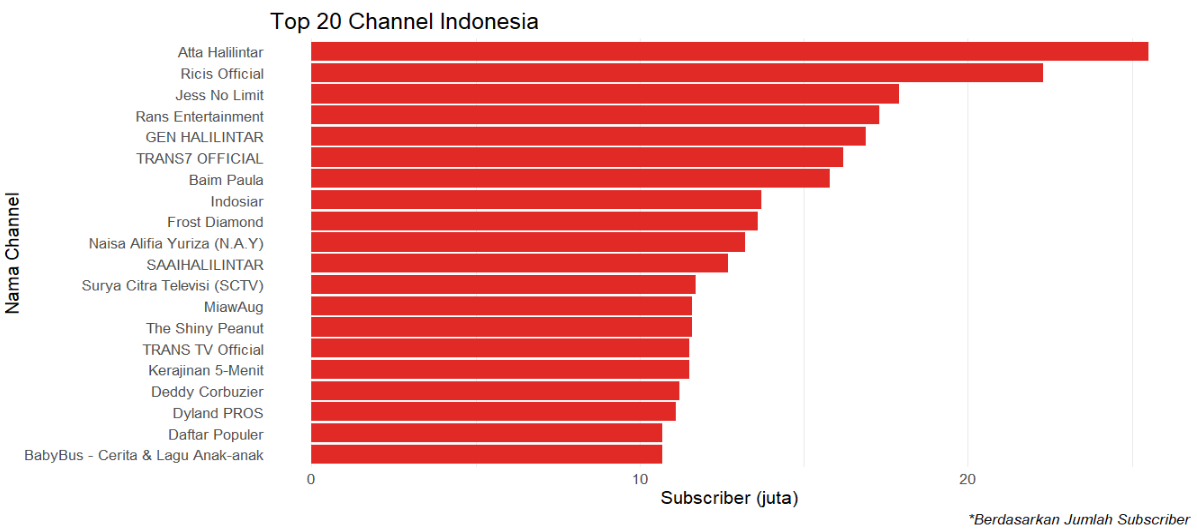 Top 20 Channel Indonesia
Nama Channel
Atta Halilintar
Ricis Official
Jess No Limit
Rans Entertainment
GEN HALILINTAR
TRANS7 OFFICIAL
Baim Paula
Indosiar
Frost Diamond
Naisa Alifia Yuriza (N.A.Y)
SAAIHALILINTAR
Surya Citra Televisi (SCTV)
MiawAug
The Shiny Peanut
TRANS TV Official
Kerajinan 5-Menit
Deddy Corbuzier
Dyland PROS
Daftar Populer
BabyBus - Cerita & Lagu Anak-anak
0 10 20
Subscriber (juta)
*Berdasarkan Jumlah Subscriber